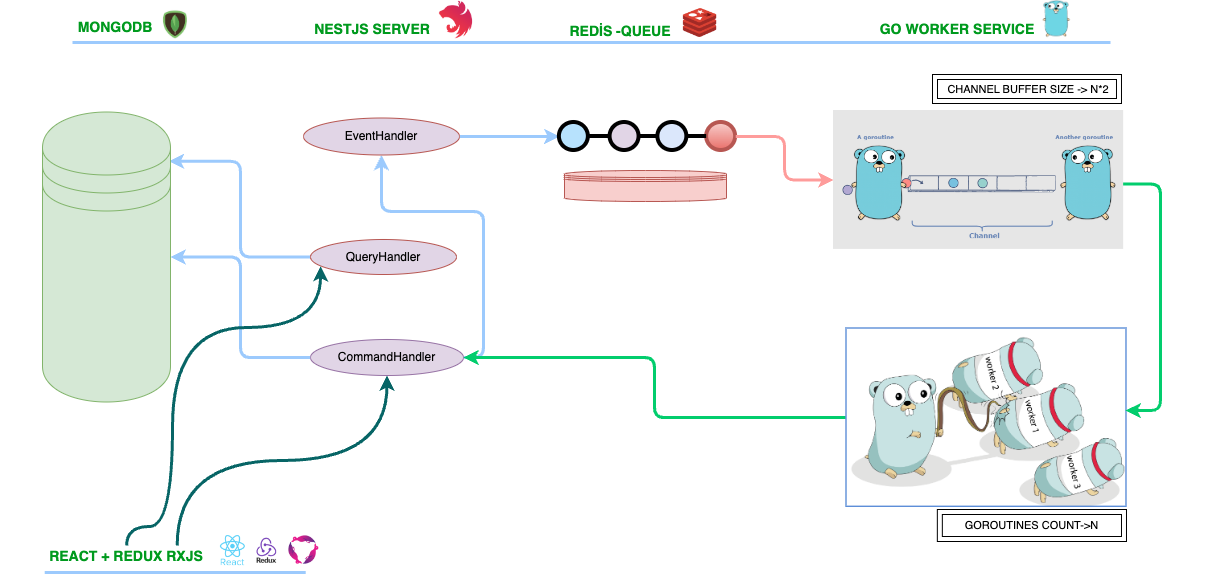 MONGODB
NESTJS SERVER
REDİS -QUEUE
GO WORKER SERVICE
CHANNEL BUFFER SIZE -> N*2
EventHandler
A goroutine
Another goroutine
Channel
QueryHandler
CommandHandler
worker 2
worker 1
worker 3
GOROUTINES COUNT->N
REACT + REDUX RXJS
React
Redux